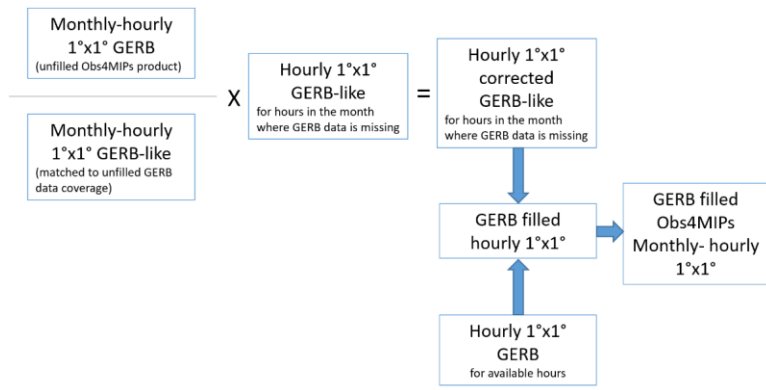 Monthly-hourly
1°x1° GERB
(unfilled Obs4MIPs product)
Monthly-hourly
1°x1° GERB-like
(matched to unfilled GERB
data coverage)
X
Hourly 1°x1°
GERB-like
for hours in the month
where GERB data is missing
=
Hourly 1°x1°
corrected
GERB-like
for hours in the month
where GERB data is missing
GERB filled
hourly 1°x1°
GERB filled
Obs4MIPs
Monthly- hourly
1°x1°
Hourly 1°x1°
GERB
for available hours